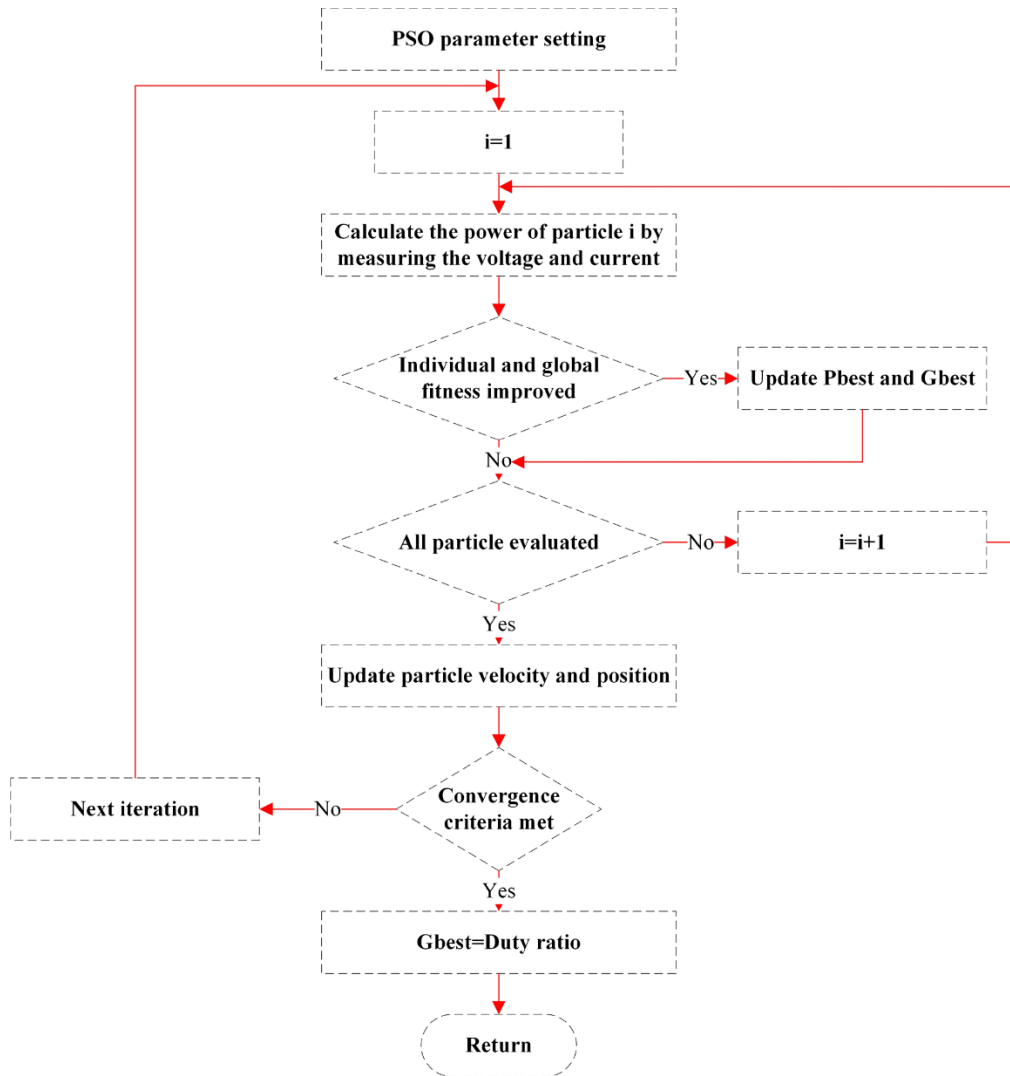 PSO parameter setting
i=1
Calculate the power of particle i by
measuring the voltage and current
Individual and global
fitness improved
Yes
Update Pbest and Gbest
No
All particle evaluated
No
i=i+1
Yes
Update particle velocity and position
Convergence
criteria met
No
Next iteration
Yes
Gbest=Duty ratio
Return